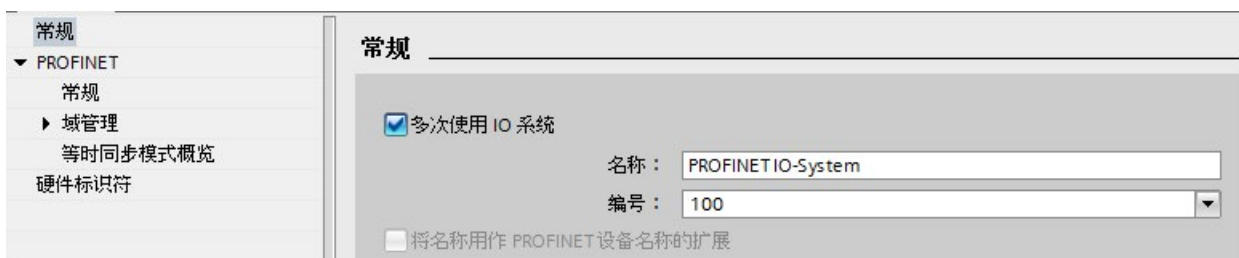 常规
PROFINET
常规
域管理
等时同步模式概览
硬件标识符
常规
多次使用 IO 系统
名称： PROFINET IO-System
编号： 100
将名称用作 PROFINET 设备名称的扩展